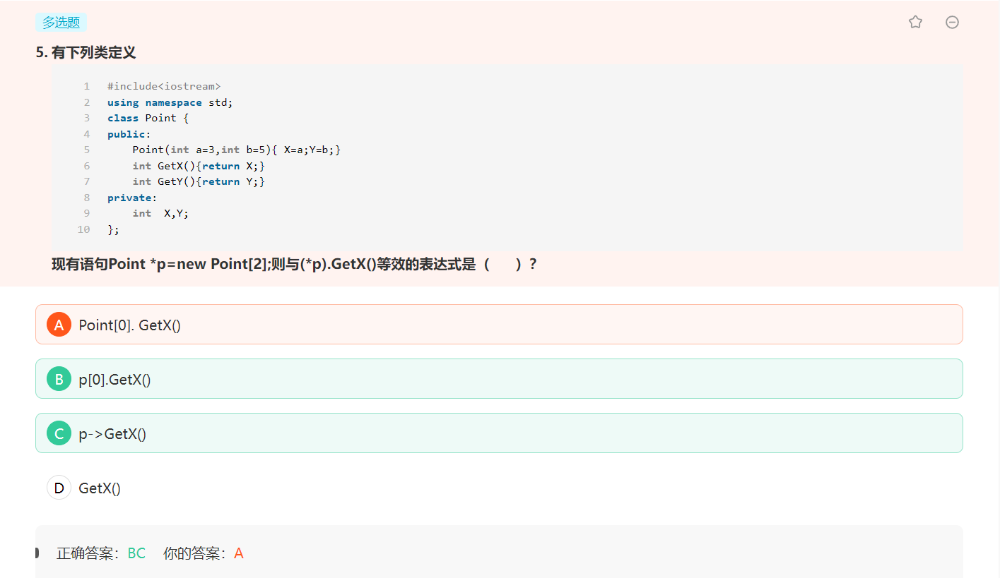 多选题
5. 有下列类定义
1 #include<iostream>
2 using namespace std;
3 class Point {
4 public:
5     Point(int a=3,int b=5){ X=a;Y=b;}
6     int GetX(){return X;}
7     int GetY(){return Y;}
8 private:
9     int  X,Y;
10 };
现有语句Point *p=new Point[2];则与(*p).GetX()等效的表达式是（　　）？
A Point[0]. GetX()
B p[0].GetX()
C p->GetX()
D GetX()
正确答案：BC 你的答案：A